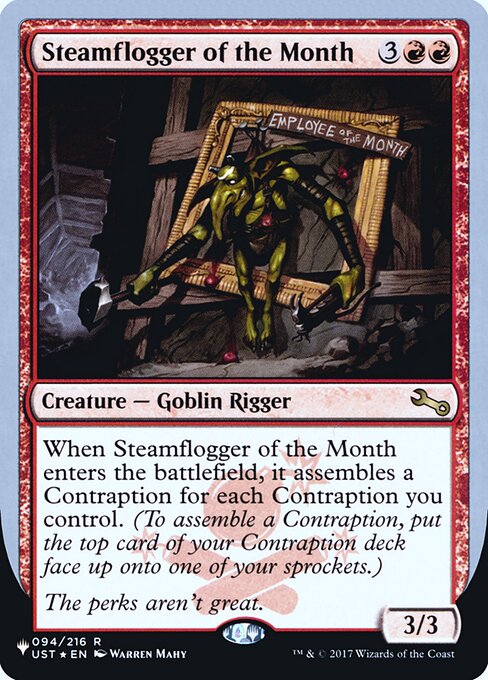 Steamflogger of the Month 3
EMPLOYEE OF THE MONTH
Creature — Goblin Rigger
When Steamflogger of the Month
enters the battlefield, it assembles a
Contraption for each Contraption you
control. (To assemble a Contraption, put
the top card of your Contraption deck
face up onto one of your sprockets.)
The perks aren't great.
3/3
094/216 R
UST ★ EN Warren Mahy
™ & © 2017 Wizards of the Coast